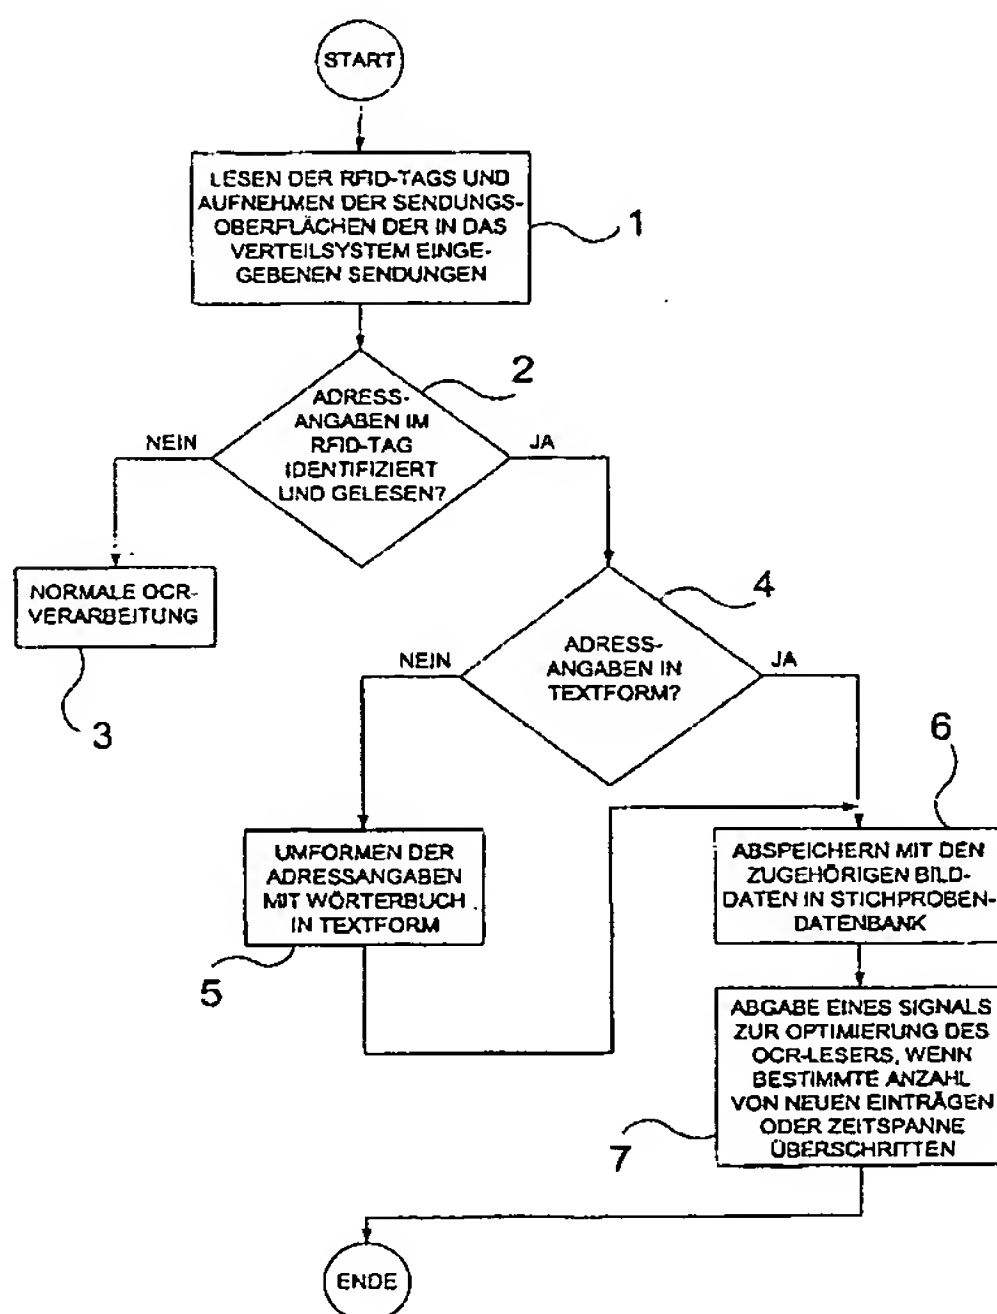 START
LESEN DER RFID-TAGS UND
AUFNEHMEN DER SENDUNGS-
OBERFLÄCHEN DER IN DAS
VERTEILSYSTEM EINGE-
GEBENEN SENDUNGEN
1
2
ADRESS-
ANGABEN IM
RFID-TAG
IDENTIFIZIERT
UND GELESEN?
NEIN
JA
NORMALE OCR-
VERARBEITUNG
3
4
ADRESS-
ANGABEN IN
TEXTFORM?
NEIN
JA
UMFORMEN DER
ADRESSANGABEN
MIT WÖRTERBUCH
IN TEXTFORM
5
6
ABSPEICHERN MIT DEN
ZUGEHÖRIGEN BILD-
DATEN IN STICHPROBEN-
DATENBANK
ABGABE EINES SIGNALS
ZUR OPTIMIERUNG DES
OCR-LESERS, WENN
BESTIMMTE ANZAHL
VON NEUEN EINTRÄGEN
ODER ZEITSPANNE
ÜBERSCHRITTEN
7
ENDE